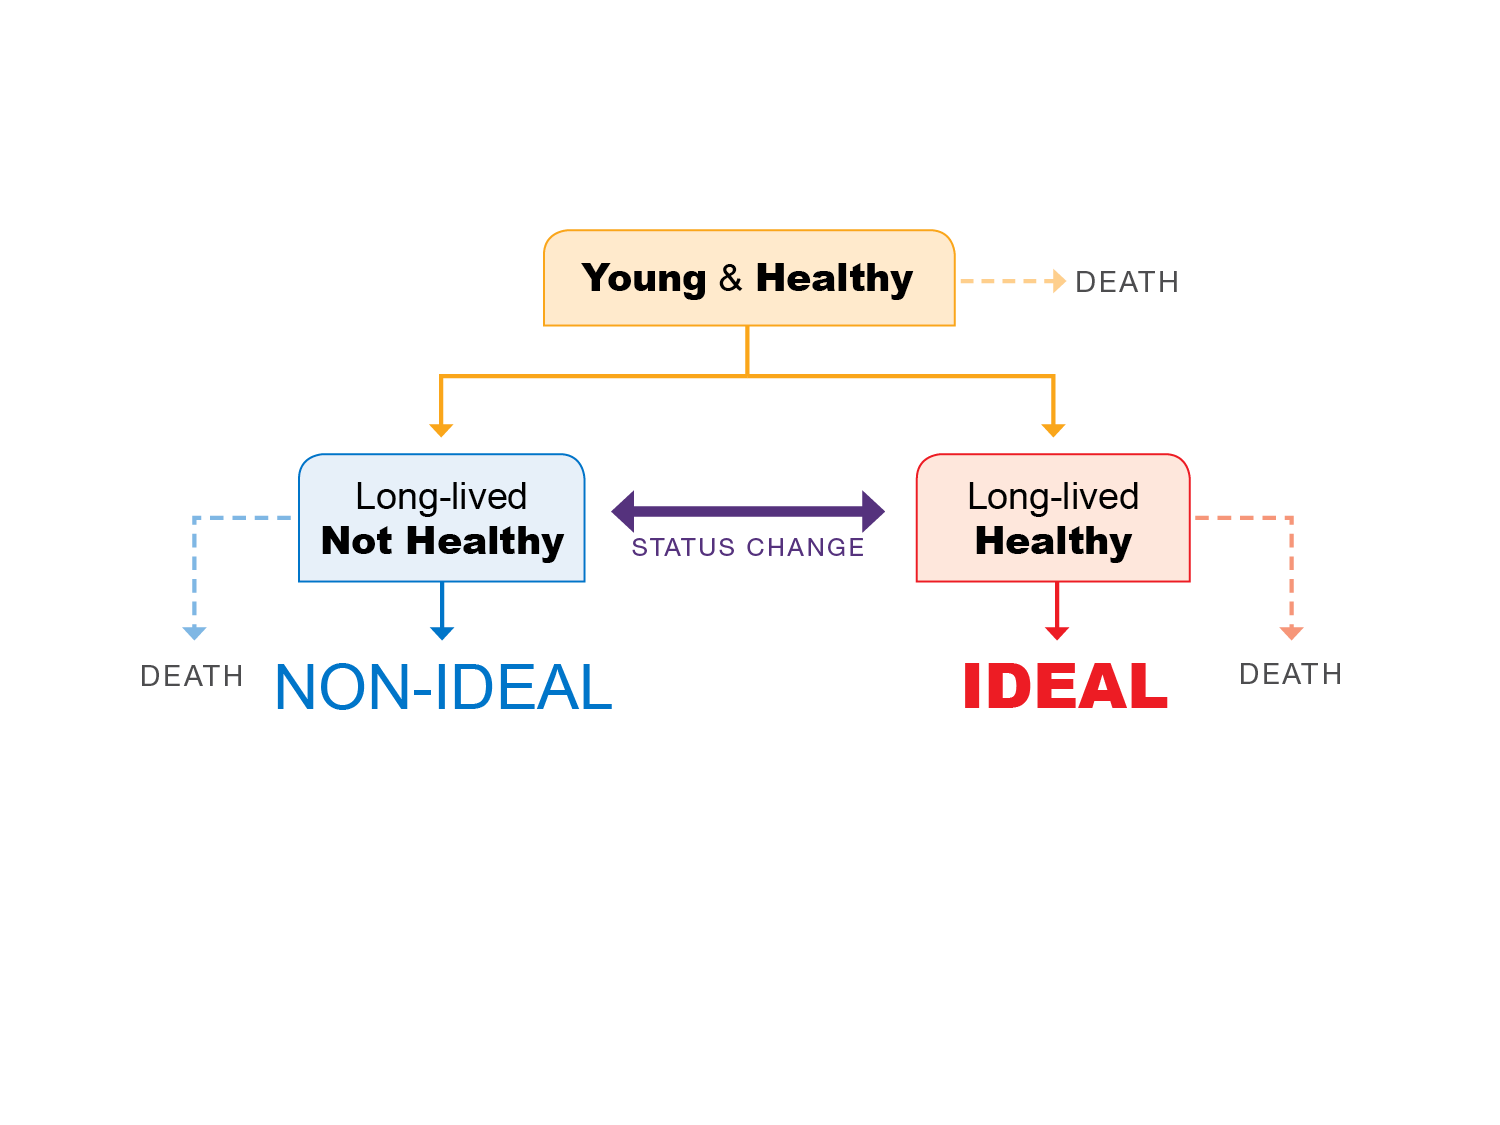 Young & Healthy
DEATH
Long-lived
Not Healthy
STATUS CHANGE
Long-lived
Healthy
DEATH
NON-IDEAL
IDEAL
DEATH